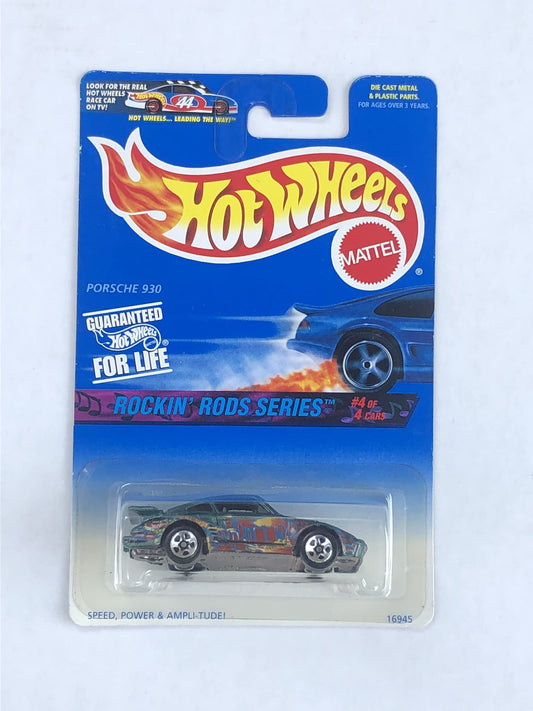 LOOK FOR THE REAL
HOT WHEELS
RACE CAR
ON TV!
44
HOT WHEELS... LEADING THE WAY!™
DIE CAST METAL
& PLASTIC PARTS.
FOR AGES OVER 3 YEARS.
HOT WHEELS
MATTEL
®
PORSCHE 930
GUARANTEED
Hot Wheels
®
FOR LIFE
ROCKIN' RODS SERIES™
#4 OF
4 CARS
SPEED, POWER & AMPLI-TUDE!
16945